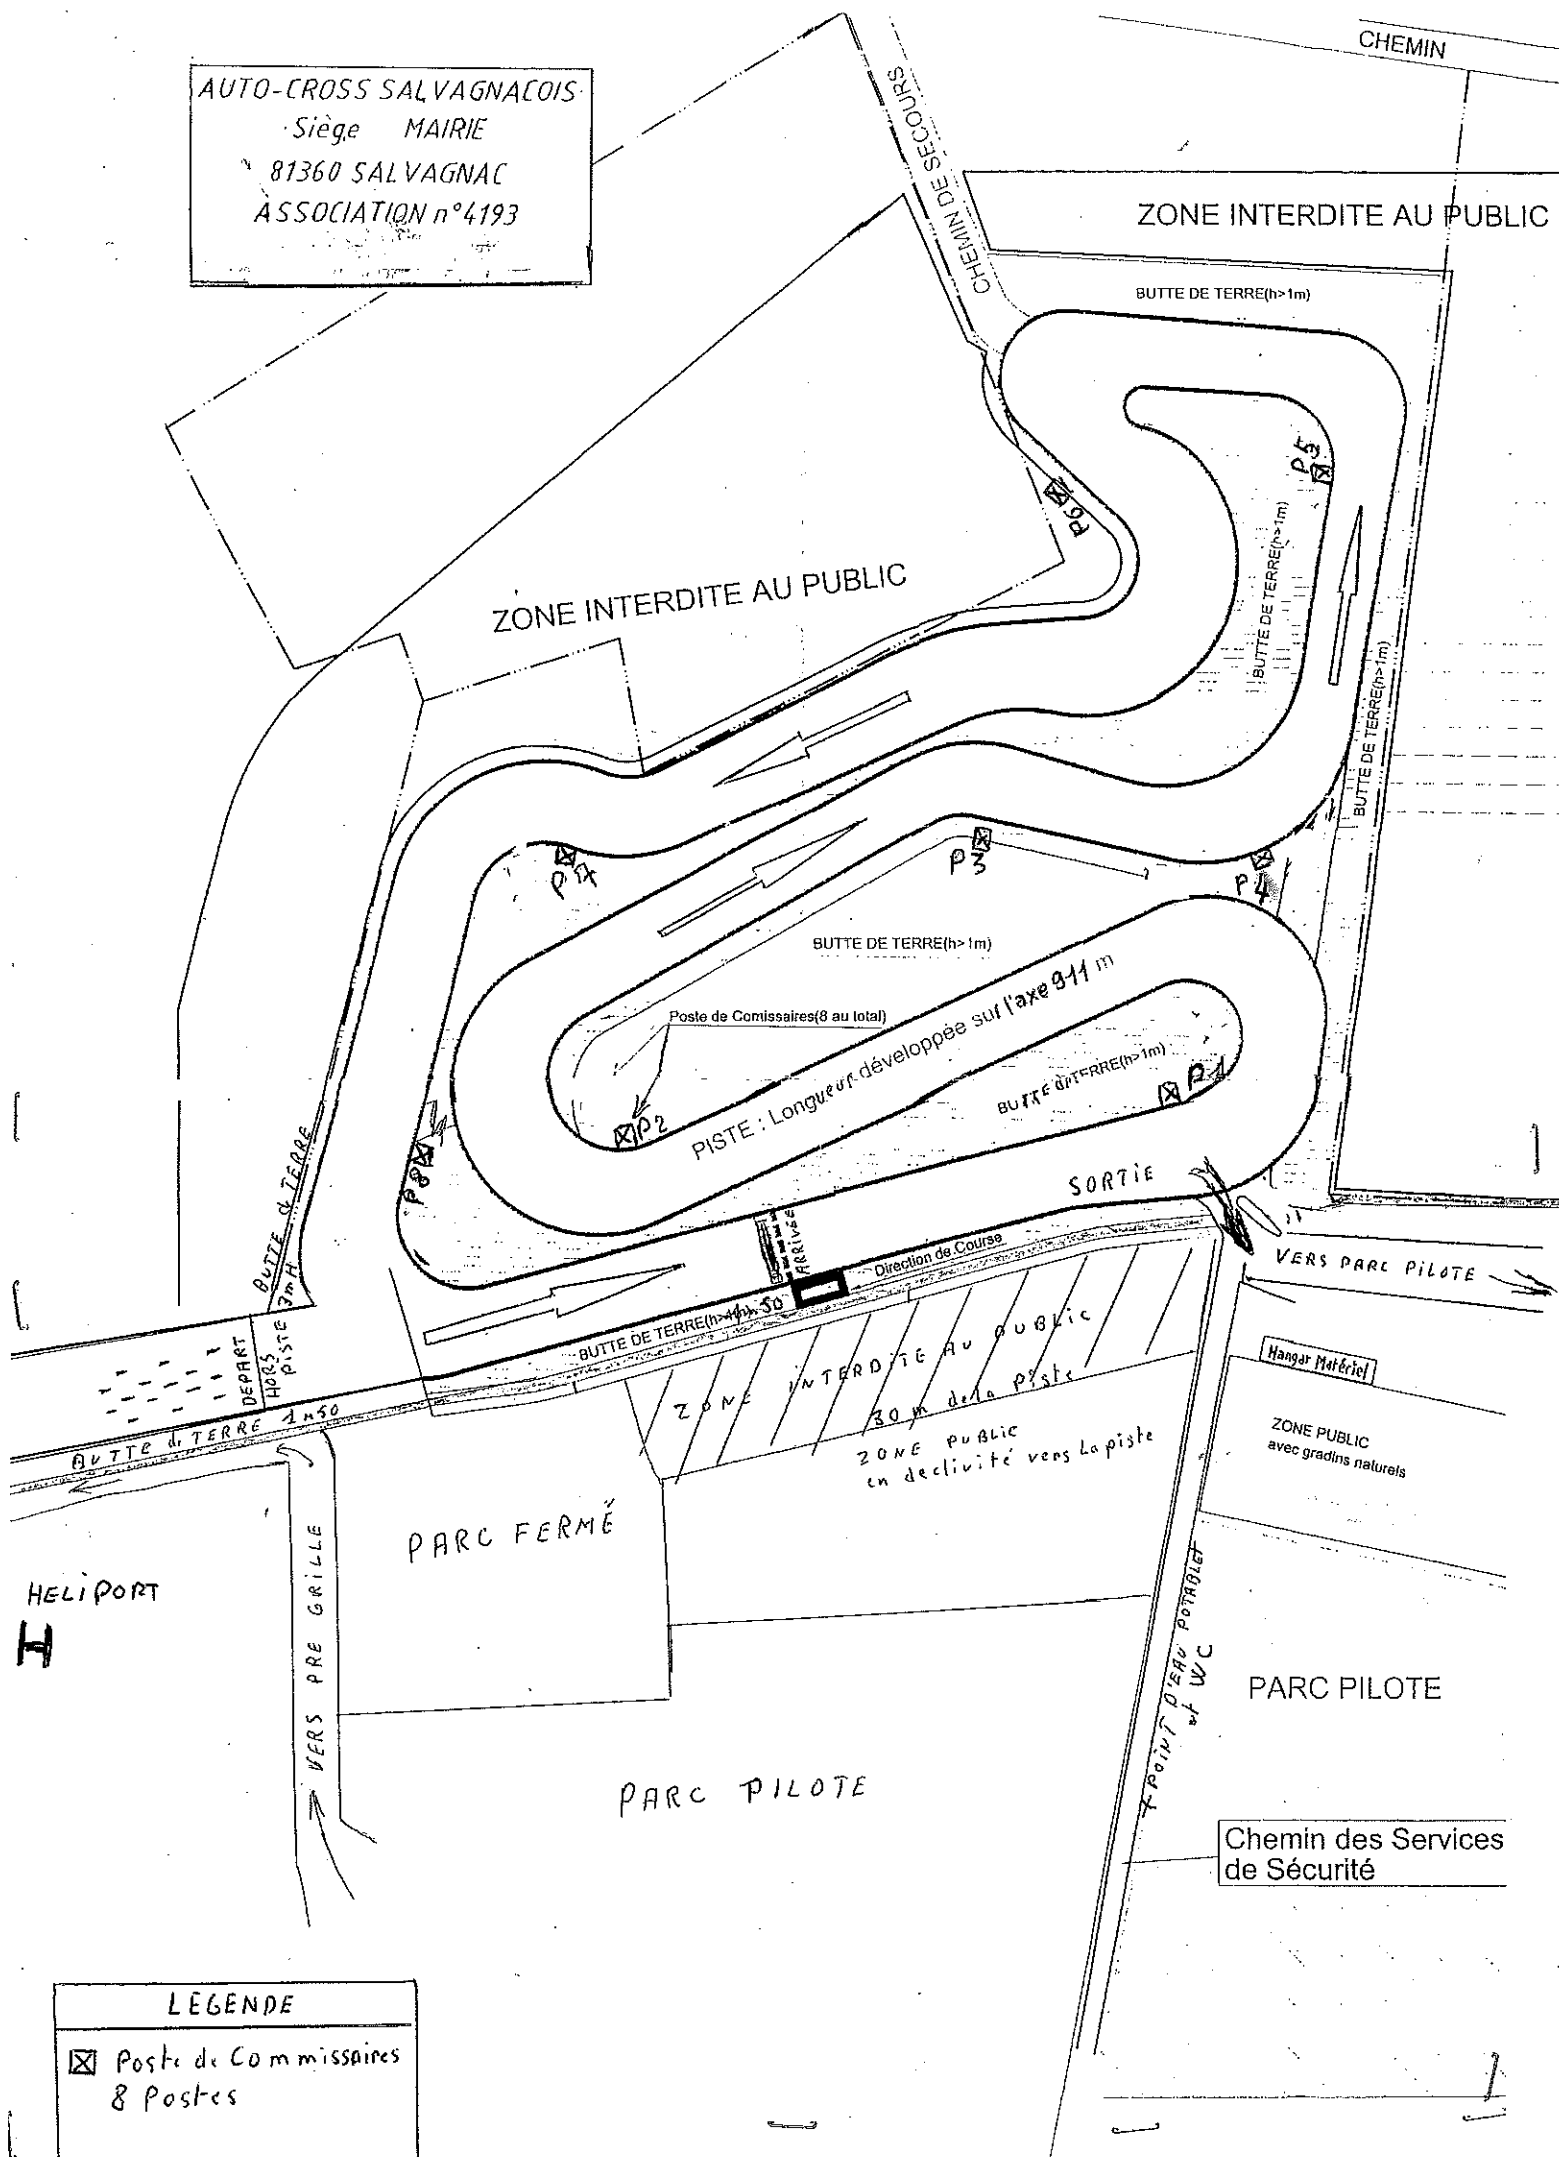 AUTO-CROSS SALVAGNACOIS
Siège MAIRIE
81360 SALVAGNAC
ASSOCIATION n°4193
CHEMIN
CHEMIN DE SECOURS
ZONE INTERDITE AU PUBLIC
BUTTE DE TERRE(h>1m)
P5
P6
BUTTE DE TERRE(h>1m)
ZONE INTERDITE AU PUBLIC
BUTTE DE TERRE(h>1m)
P7
P3
P4
BUTTE DE TERRE(h>1m)
Poste de Comissaires(8 au total)
PISTE : Longueur développée sur l'axe 911 m
BUTTE de TERRE(h>1m)
P1
P2
P8
BUTTE de TERRE
3m H
SORTIE
ARRIVÉE
Direction de Course
VERS PARC PILOTE
BUTTE DE TERRE 1m50
DEPART
HORS
PISTE
BUTTE de TERRE 1m50
ZONE INTERDITE AU PUBLIC
30 m de la Piste
ZONE PUBLIC
en declivité vers la piste
Hangar Matériel
ZONE PUBLIC
avec gradins naturels
PARC FERMÉ
HELIPORT
H
VERS PRE GRILLE
POINT D'EAU POTABLE
et WC
PARC PILOTE
PARC PILOTE
Chemin des Services
de Sécurité
LEGENDE
Poste de Commissaires
8 Postes